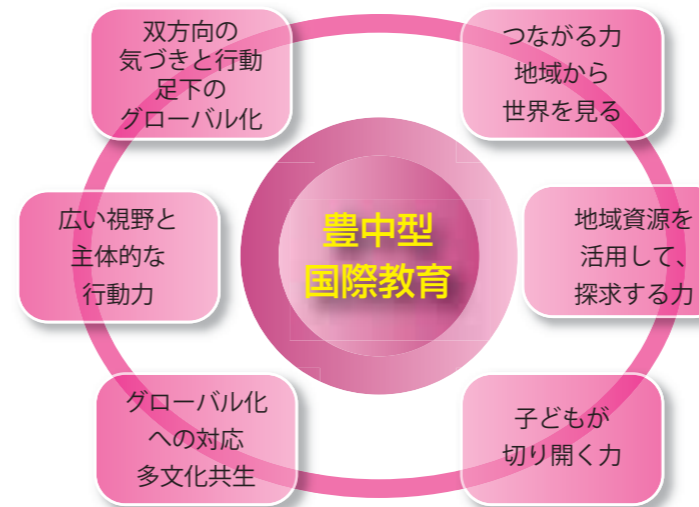 双方向の
気づきと行動
足下の
グローバル化
つながる力
地域から
世界を見る
広い視野と
主体的な
行動力
豊中型
国際教育
地域資源を
活用して、
探求する力
グローバル化
への対応
多文化共生
子どもが
切り開く力